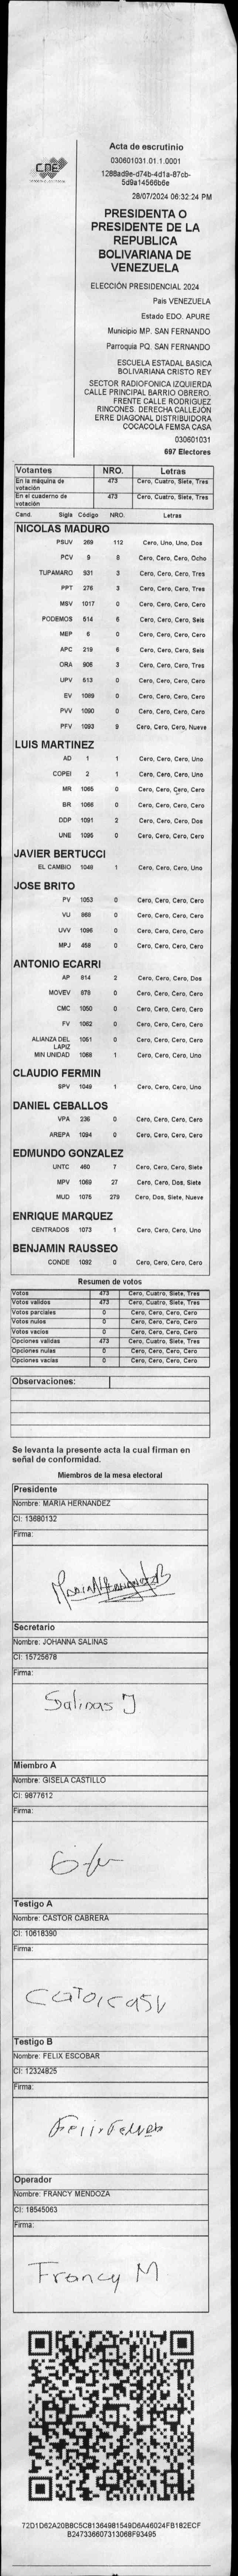 CNE
Acta de escrutinio
030601031.01.1.0001
1288ad9e-d74b-4d1a-87cb-
5d9a14566b6e
28/07/2024 06:32:24 PM
PRESIDENTA O
PRESIDENTE DE LA
REPUBLICA
BOLIVARIANA DE
VENEZUELA
ELECCIÓN PRESIDENCIAL 2024
Pais VENEZUELA
Estado EDO. APURE
Municipio MP. SAN FERNANDO
Parroquia PQ. SAN FERNANDO
ESCUELA ESTADAL BASICA
BOLIVARIANA CRISTO REY
SECTOR RADIOFONICA IZQUIERDA
CALLE PRINCIPAL BARRIO OBRERO.
FRENTE CALLE RODRIGUEZ
RINCONES. DERECHA CALLEJÓN
ERRE DIAGONAL DISTRIBUIDORA
COCACOLA FEMSA CASA
030601031
697 Electores
Votantes NRO. Letras
En la máquina de votación 473 Cero, Cuatro, Siete, Tres
En el cuaderno de votación 473 Cero, Cuatro, Siete, Tres
Cand. Sigla Código NRO. Letras
NICOLAS MADURO
PSUV 269 112 Cero, Uno, Uno, Dos
PCV 9 8 Cero, Cero, Cero, Ocho
TUPAMARO 931 3 Cero, Cero, Cero, Tres
PPT 276 3 Cero, Cero, Cero, Tres
MSV 1017 0 Cero, Cero, Cero, Cero
PODEMOS 514 6 Cero, Cero, Cero, Seis
MEP 6 0 Cero, Cero, Cero, Cero
APC 219 6 Cero, Cero, Cero, Seis
ORA 906 3 Cero, Cero, Cero, Tres
UPV 513 0 Cero, Cero, Cero, Cero
EV 1089 0 Cero, Cero, Cero, Cero
PVV 1090 0 Cero, Cero, Cero, Cero
PFV 1093 9 Cero, Cero, Cero, Nueve
LUIS MARTINEZ
AD 1 1 Cero, Cero, Cero, Uno
COPEI 2 1 Cero, Cero, Cero, Uno
MR 1065 0 Cero, Cero, Cero, Cero
BR 1066 0 Cero, Cero, Cero, Cero
DDP 1091 2 Cero, Cero, Cero, Dos
UNE 1095 0 Cero, Cero, Cero, Cero
JAVIER BERTUCCI
EL CAMBIO 1048 1 Cero, Cero, Cero, Uno
JOSE BRITO
PV 1053 0 Cero, Cero, Cero, Cero
VU 868 0 Cero, Cero, Cero, Cero
UVV 1096 0 Cero, Cero, Cero, Cero
MPJ 458 0 Cero, Cero, Cero, Cero
ANTONIO ECARRI
AP 814 2 Cero, Cero, Cero, Dos
MOVEV 879 0 Cero, Cero, Cero, Cero
CMC 1050 0 Cero, Cero, Cero, Cero
FV 1062 0 Cero, Cero, Cero, Cero
ALIANZA DEL LAPIZ 1051 0 Cero, Cero, Cero, Cero
MIN UNIDAD 1068 1 Cero, Cero, Cero, Uno
CLAUDIO FERMIN
SPV 1049 1 Cero, Cero, Cero, Uno
DANIEL CEBALLOS
VPA 236 0 Cero, Cero, Cero, Cero
AREPA 1094 0 Cero, Cero, Cero, Cero
EDMUNDO GONZALEZ
UNTC 460 7 Cero, Cero, Cero, Siete
MPV 1069 27 Cero, Cero, Dos, Siete
MUD 1076 279 Cero, Dos, Siete, Nueve
ENRIQUE MARQUEZ
CENTRADOS 1073 1 Cero, Cero, Cero, Uno
BENJAMIN RAUSSEO
CONDE 1092 0 Cero, Cero, Cero, Cero
Resumen de votos
Votos 473 Cero, Cuatro, Siete, Tres
Votos validos 473 Cero, Cuatro, Siete, Tres
Votos parciales 0 Cero, Cero, Cero, Cero
Votos nulos 0 Cero, Cero, Cero, Cero
Votos vacios 0 Cero, Cero, Cero, Cero
Opciones validas 473 Cero, Cuatro, Siete, Tres
Opciones nulas 0 Cero, Cero, Cero, Cero
Opciones vacias 0 Cero, Cero, Cero, Cero
Observaciones:
Se levanta la presente acta la cual firman en
señal de conformidad.
Miembros de la mesa electoral
Presidente
Nombre: MARIA HERNANDEZ
CI: 13680132
Firma:
Secretario
Nombre: JOHANNA SALINAS
CI: 15725678
Firma:
Salinas J
Miembro A
Nombre: GISELA CASTILLO
CI: 9877612
Firma:
Testigo A
Nombre: CASTOR CABRERA
CI: 10618390
Firma:
Testigo B
Nombre: FELIX ESCOBAR
CI: 12324825
Firma:
Operador
Nombre: FRANCY MENDOZA
CI: 18545063
Firma:
Francy M
72D1D62A20B8C5C81364981549D6A46024FB182ECF
B247336607313068F93495